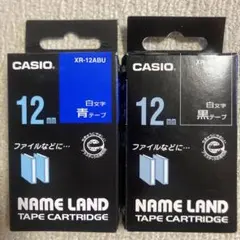 CASIO
XR-12ABU
12mm
白文字
青テープ
ファイルなどに…
NAME LAND
TAPE CARTRIDGE
CASIO
12mm
白文字
黒テープ
ファイルなどに…
NAME LAND
TAPE CARTRIDGE